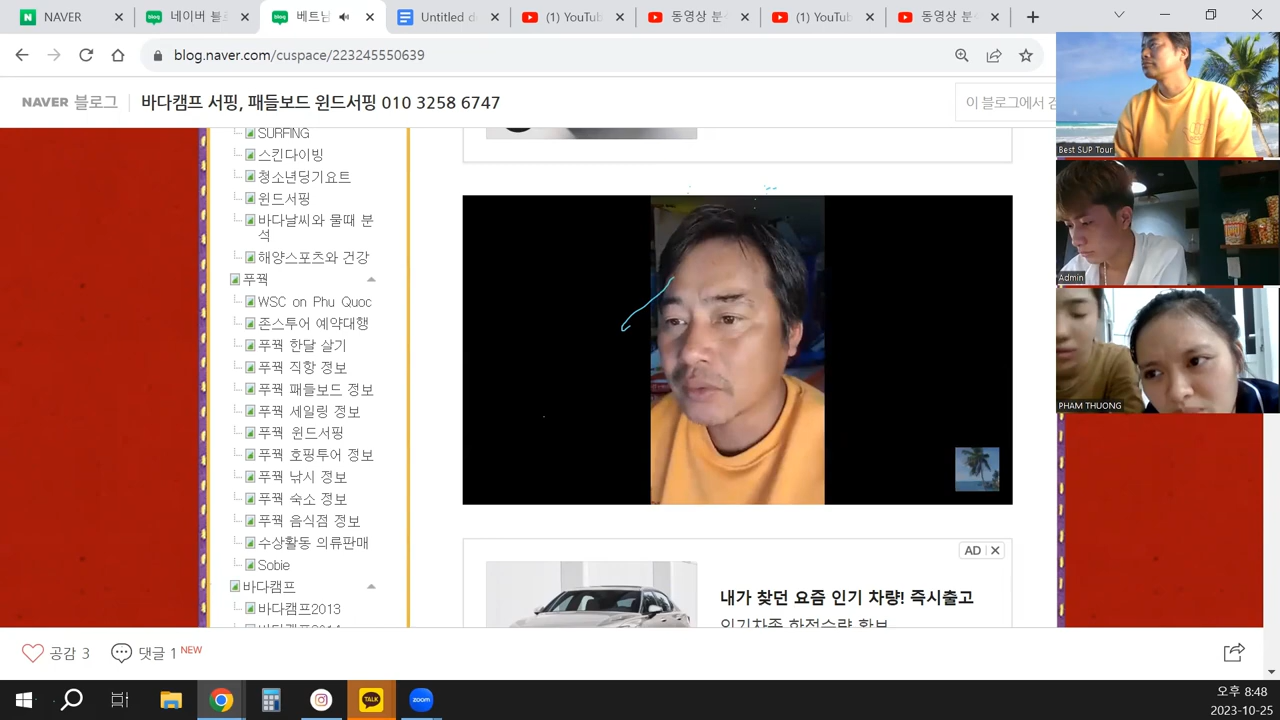 NAVER
네이버 블
베트남
Untitled d
(1) YouTub
동영상 분
(1) YouTub
동영상 분
blog.naver.com/cuspace/223245550639
NAVER 블로그
바다캠프 서핑, 패들보드 윈드서핑 010 3258 6747
이 블로그에서
SURFING
스킨다이빙
청소년딩기요트
윈드서핑
바다날씨와 물때 분
석
해양스포츠와 건강
푸꿕
WSC on Phu Quoc
존스투어 예약대행
푸꿕 한달 살기
푸꿕 직항 정보
푸꿕 패들보드 정보
푸꿕 세일링 정보
푸꿕 윈드서핑
푸꿕 호핑투어 정보
푸꿕 낚시 정보
푸꿕 숙소 정보
푸꿕 음식점 정보
수상활동 의류판매
Sobie
바다캠프
바다캠프2013
Best SUP Tour
Admin
PHAM THUONG
AD
내가 찾던 요즘 인기 차량! 즉시출고
공감 3
댓글 1 NEW
TALK
zoom
오후 8:48
2023-10-25